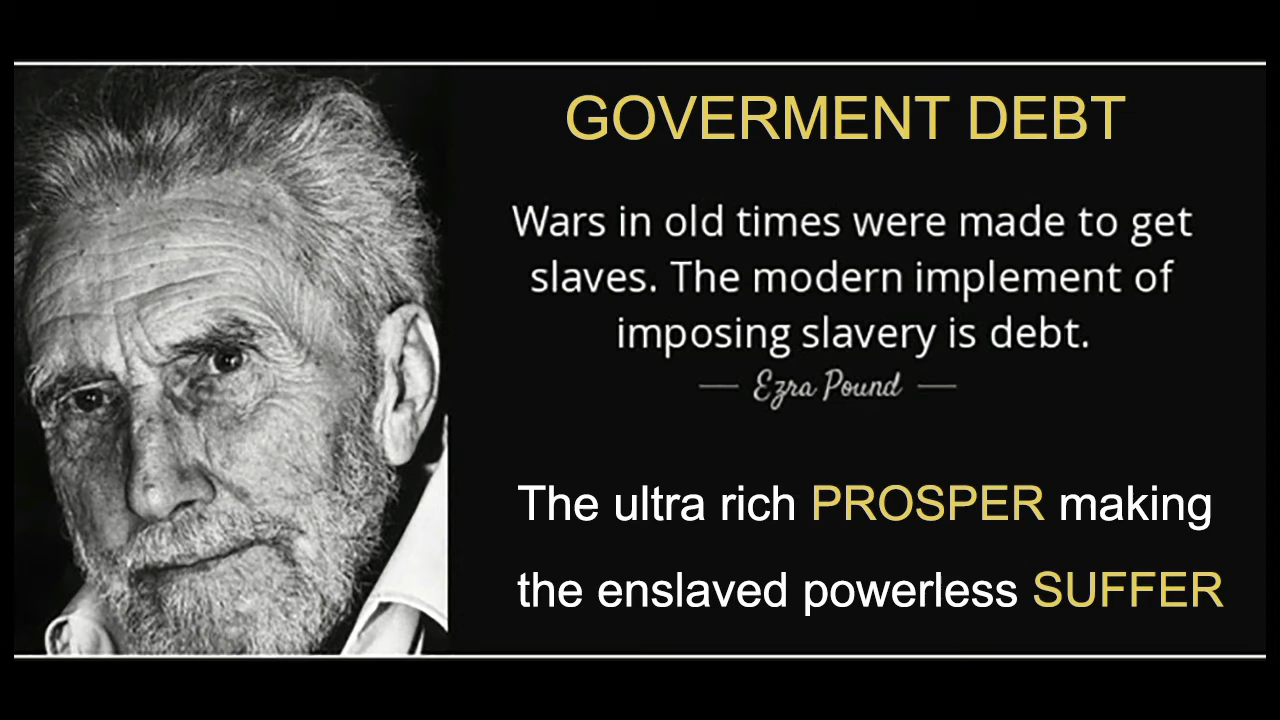 GOVERMENT DEBT
Wars in old times were made to get
slaves. The modern implement of
imposing slavery is debt.
— Ezra Pound —
The ultra rich PROSPER making
the enslaved powerless SUFFER